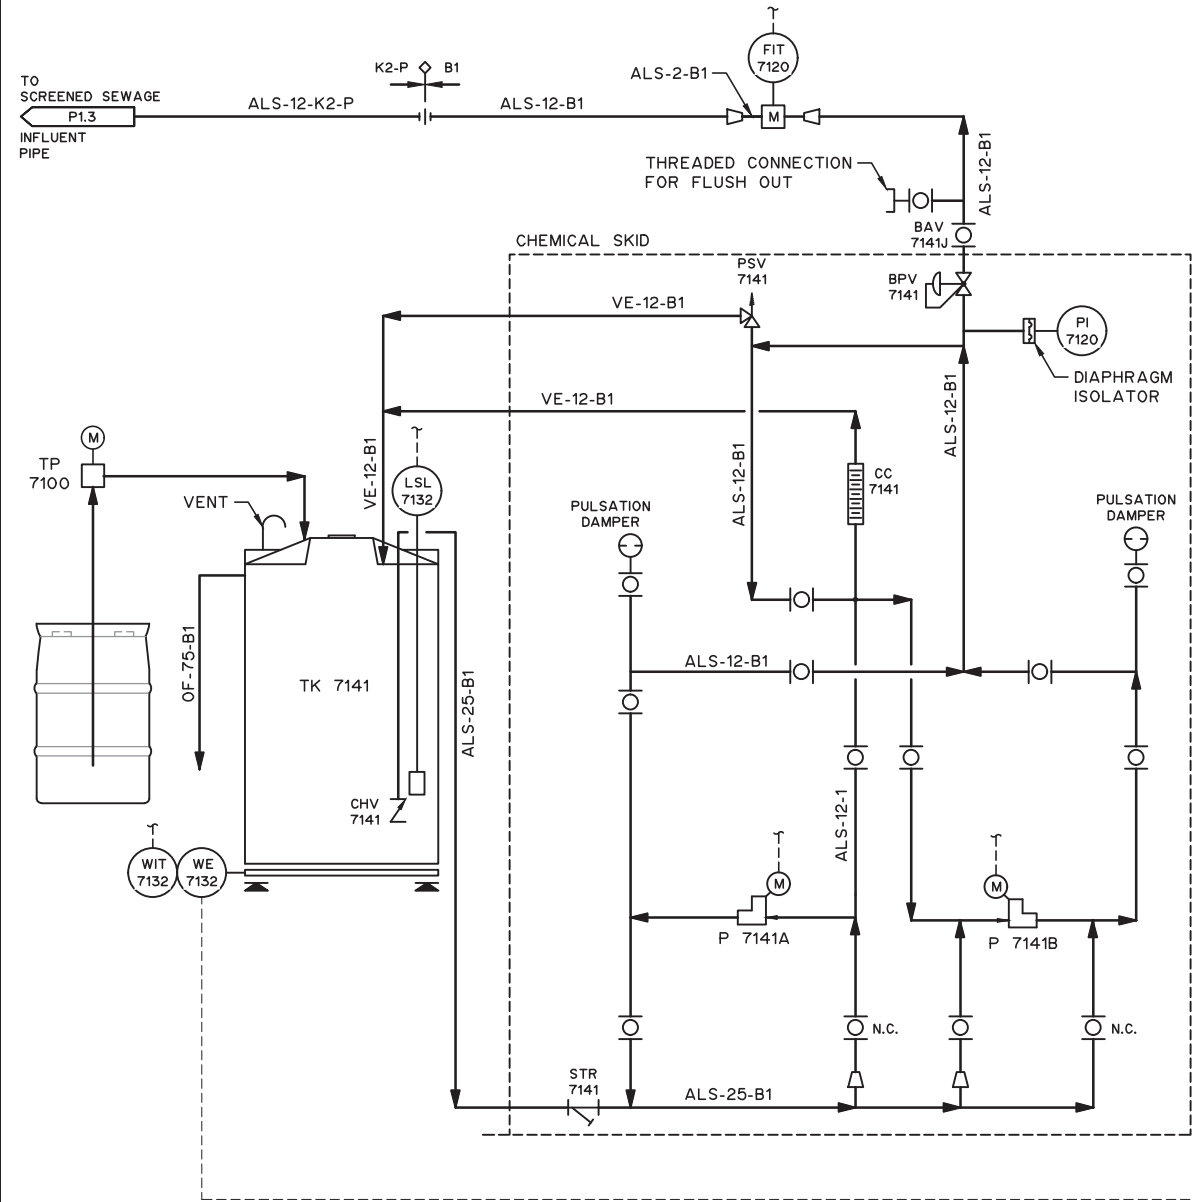 FIT
7120
K2-P
B1
ALS-2-B1
TO
SCREENED SEWAGE
ALS-12-K2-P
ALS-12-B1
P1.3
M
INFLUENT
PIPE
ALS-12-B1
THREADED CONNECTION
FOR FLUSH OUT
BAV
7141J
CHEMICAL SKID
PSV
7141
BPV
7141
VE-12-B1
PI
7120
DIAPHRAGM
ISOLATOR
ALS-12-B1
VE-12-B1
M
TP
7100
VE-12-B1
LSL
7132
ALS-12-B1
CC
7141
VENT
PULSATION
DAMPER
PULSATION
DAMPER
OF-75-B1
TK 7141
ALS-25-B1
ALS-12-B1
CHV
7141
ALS-12-1
WIT
7132
WE
7132
M
M
P 7141A
P 7141B
N.C.
N.C.
STR
7141
ALS-25-B1